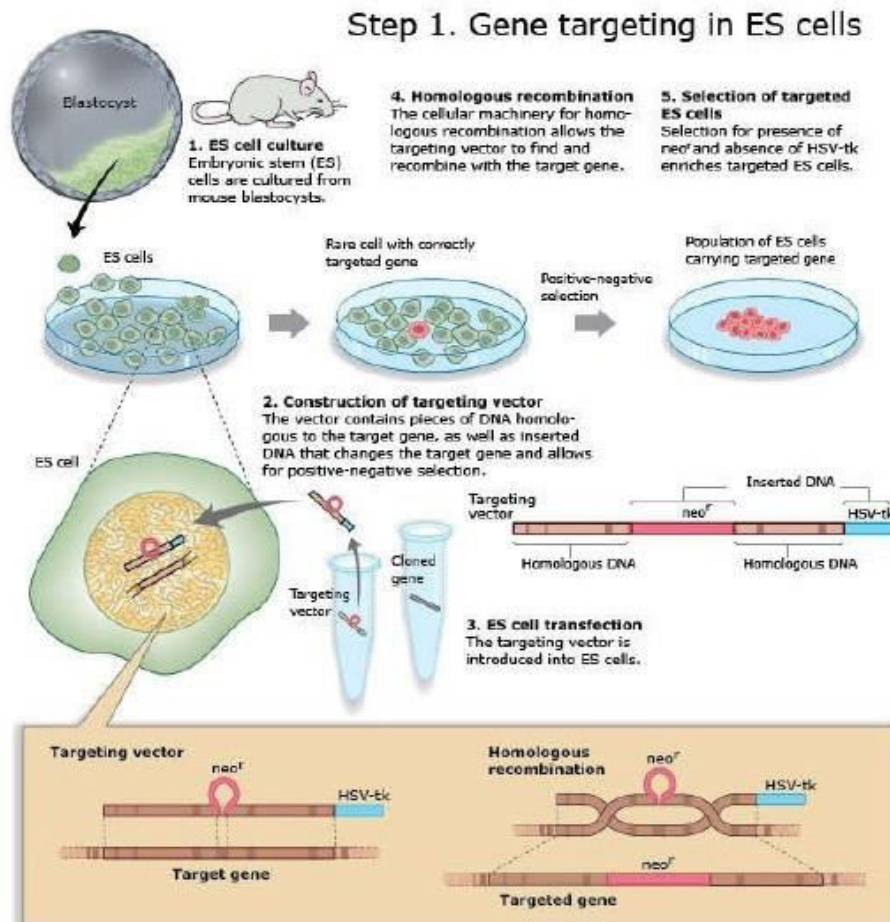 Step 1. Gene targeting in ES cells
Blastocyst
1. ES cell culture
Embryonic stem (ES)
cells are cultured from
mouse blastocysts.
4. Homologous recombination
The cellular machinery for homo-
logous recombination allows the
targeting vector to find and
recombine with the target gene.
5. Selection of targeted
ES cells
Selection for presence of
neoʳ and absence of HSV-tk
enriches targeted ES cells.
ES cells
Rare cell with correctly
targeted gene
Positive-negative
selection
Population of ES cells
carrying targeted gene
2. Construction of targeting vector
The vector contains pieces of DNA homolo-
gous to the target gene, as well as inserted
DNA that changes the target gene and allows
for positive-negative selection.
ES cell
Targeting
vector
Cloned
gene
Targeting
vector
Inserted DNA
neoʳ
HSV-tk
Homologous DNA
Homologous DNA
3. ES cell transfection
The targeting vector is
introduced into ES cells.
Targeting vector
neoʳ
HSV-tk
Target gene
Homologous
recombination
neoʳ
HSV-tk
neoʳ
Targeted gene